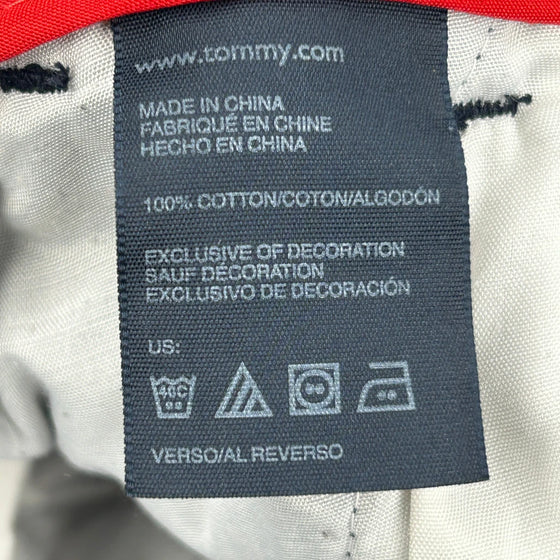 www.tommy.com
MADE IN CHINA
FABRIQUÉ EN CHINE
HECHO EN CHINA
100% COTTON/COTON/ALGODÓN
EXCLUSIVE OF DECORATION
SAUF DÉCORATION
EXCLUSIVO DE DECORACIÓN
US:
40C
VERSO/AL REVERSO